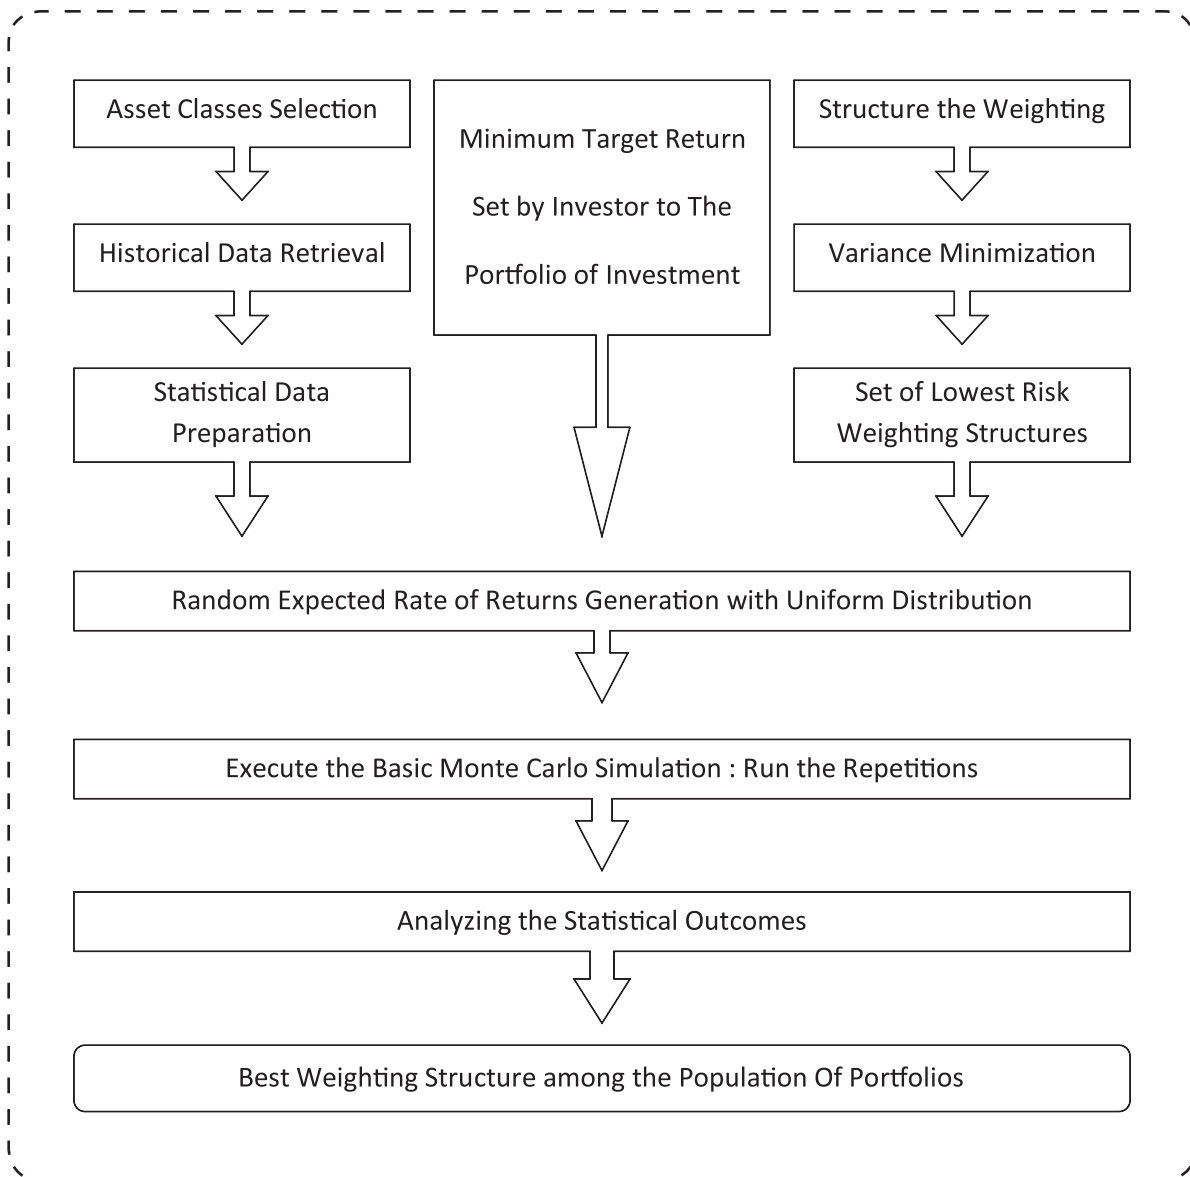 Asset Classes Selection
Historical Data Retrieval
Statistical Data
Preparation
Minimum Target Return
Set by Investor to The
Portfolio of Investment
Structure the Weighting
Variance Minimization
Set of Lowest Risk
Weighting Structures
Random Expected Rate of Returns Generation with Uniform Distribution
Execute the Basic Monte Carlo Simulation : Run the Repetitions
Analyzing the Statistical Outcomes
Best Weighting Structure among the Population Of Portfolios